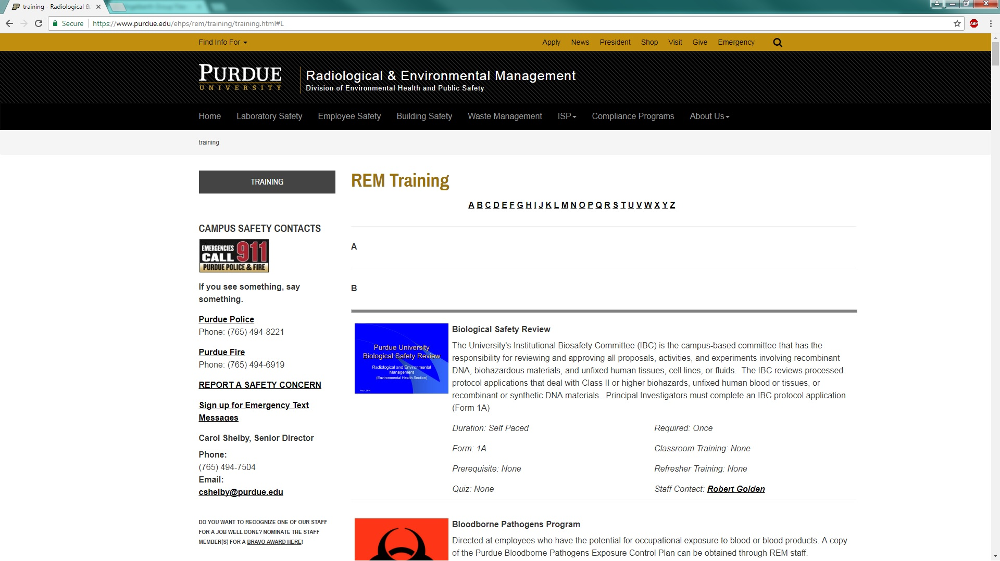 training - Radiological &
Secure
https://www.purdue.edu/ehps/rem/training/training.html#L
ABP
Find Info For
Apply News President Shop Visit Give Emergency
PURDUE
UNIVERSITY
Radiological & Environmental Management
Division of Environmental Health and Public Safety
Home Laboratory Safety Employee Safety Building Safety Waste Management ISP Compliance Programs About Us
training
TRAINING
CAMPUS SAFETY CONTACTS
EMERGENCIES
CALL 911
PURDUE POLICE & FIRE
If you see something, say
something.
Purdue Police
Phone: (765) 494-8221
Purdue Fire
Phone: (765) 494-6919
REPORT A SAFETY CONCERN
Sign up for Emergency Text
Messages
Carol Shelby, Senior Director
Phone:
(765) 494-7504
Email:
cshelby@purdue.edu
DO YOU WANT TO RECOGNIZE ONE OF OUR STAFF
FOR A JOB WELL DONE? NOMINATE THE STAFF
MEMBER(S) FOR A BRAVO AWARD HERE!
REM Training
A B C D E F G H I J K L M N O P Q R S T U V W X Y Z
A
B
Purdue University
Biological Safety Review
Radiological and Environmental
Management
(Environmental Health Section)
May 1, 2014
Biological Safety Review
The University's Institutional Biosafety Committee (IBC) is the campus-based committee that has the
responsibility for reviewing and approving all proposals, activities, and experiments involving recombinant
DNA, biohazardous materials, and unfixed human tissues, cell lines, or fluids. The IBC reviews processed
protocol applications that deal with Class II or higher biohazards, unfixed human blood or tissues, or
recombinant or synthetic DNA materials. Principal Investigators must complete an IBC protocol application
(Form 1A)
Duration: Self Paced Required: Once
Form: 1A Classroom Training: None
Prerequisite: None Refresher Training: None
Quiz: None Staff Contact: Robert Golden
Bloodborne Pathogens Program
Directed at employees who have the potential for occupational exposure to blood or blood products. A copy
of the Purdue Bloodborne Pathogens Exposure Control Plan can be obtained through REM staff.